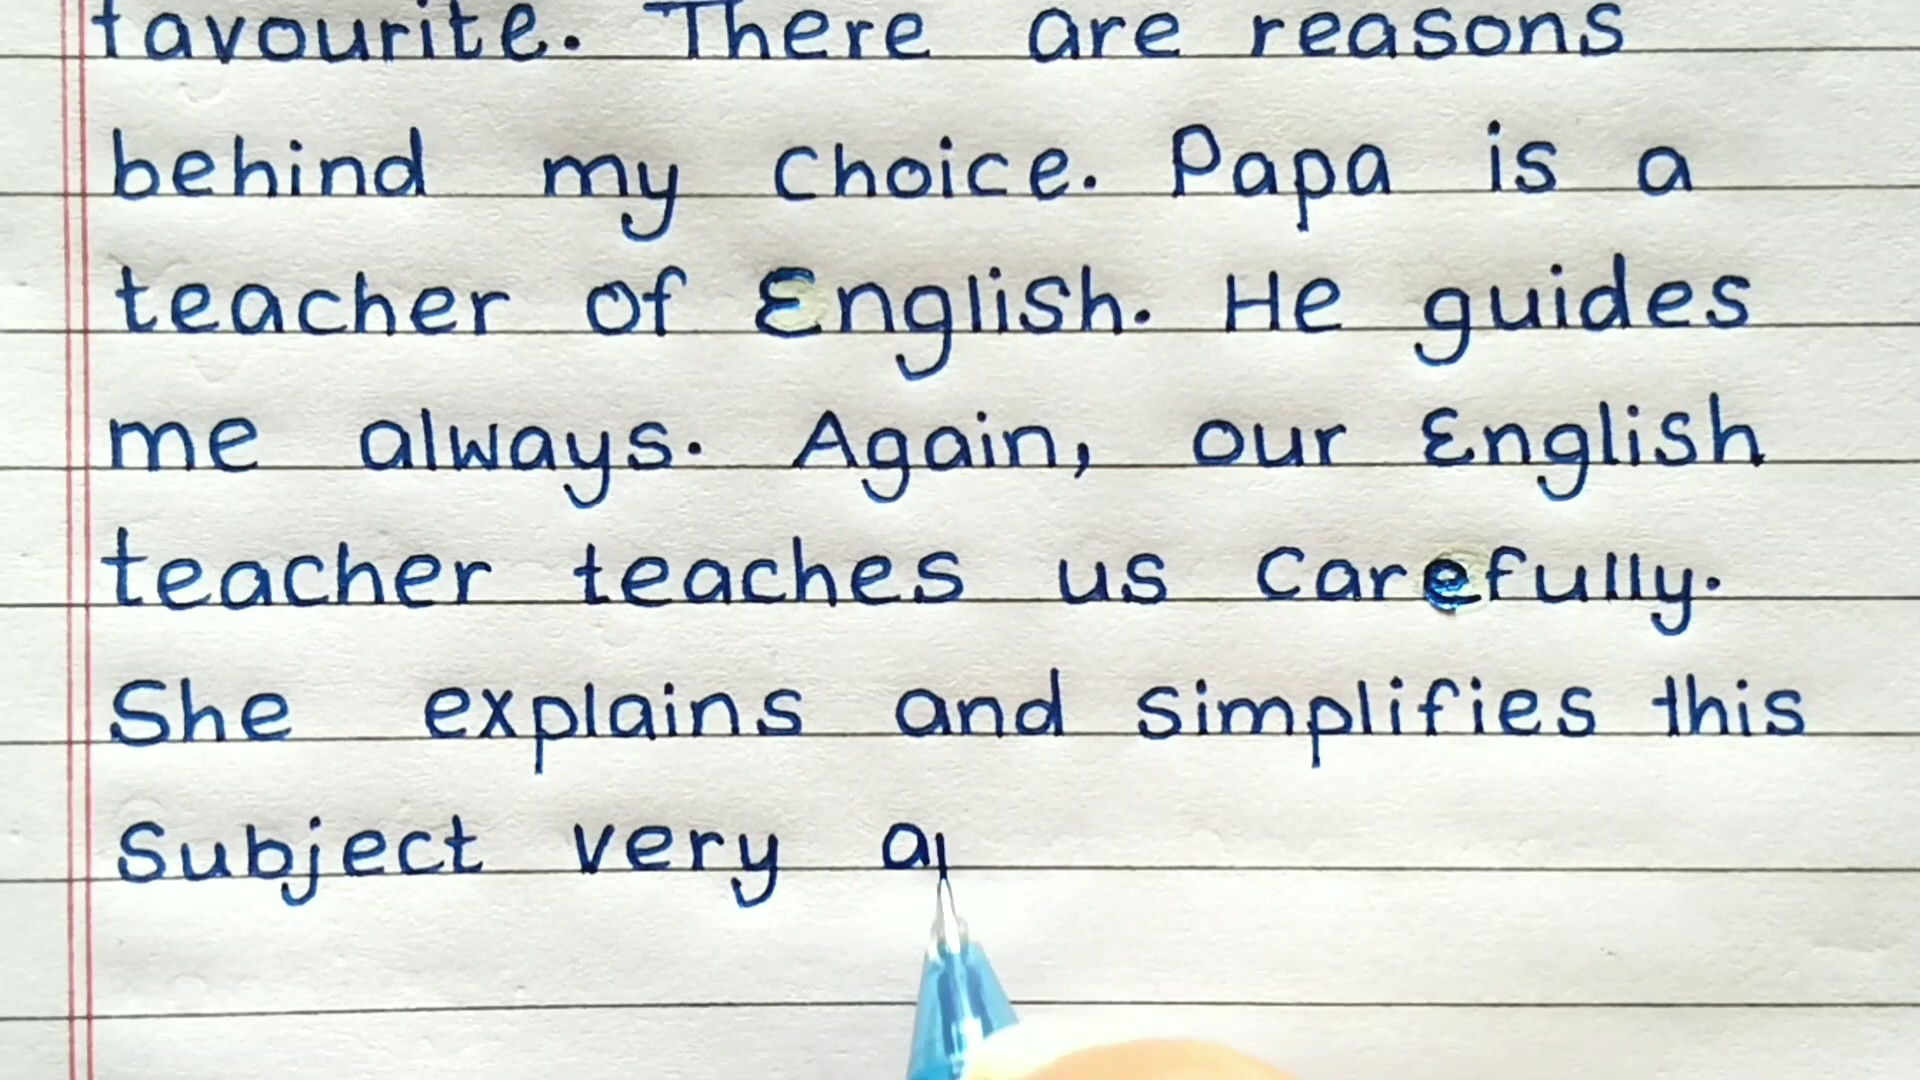 favourite. There are reasons
behind my choice. Papa is a
teacher of English. He guides
me always. Again, our English
teacher teaches us carefully.
She explains and simplifies this
subject very